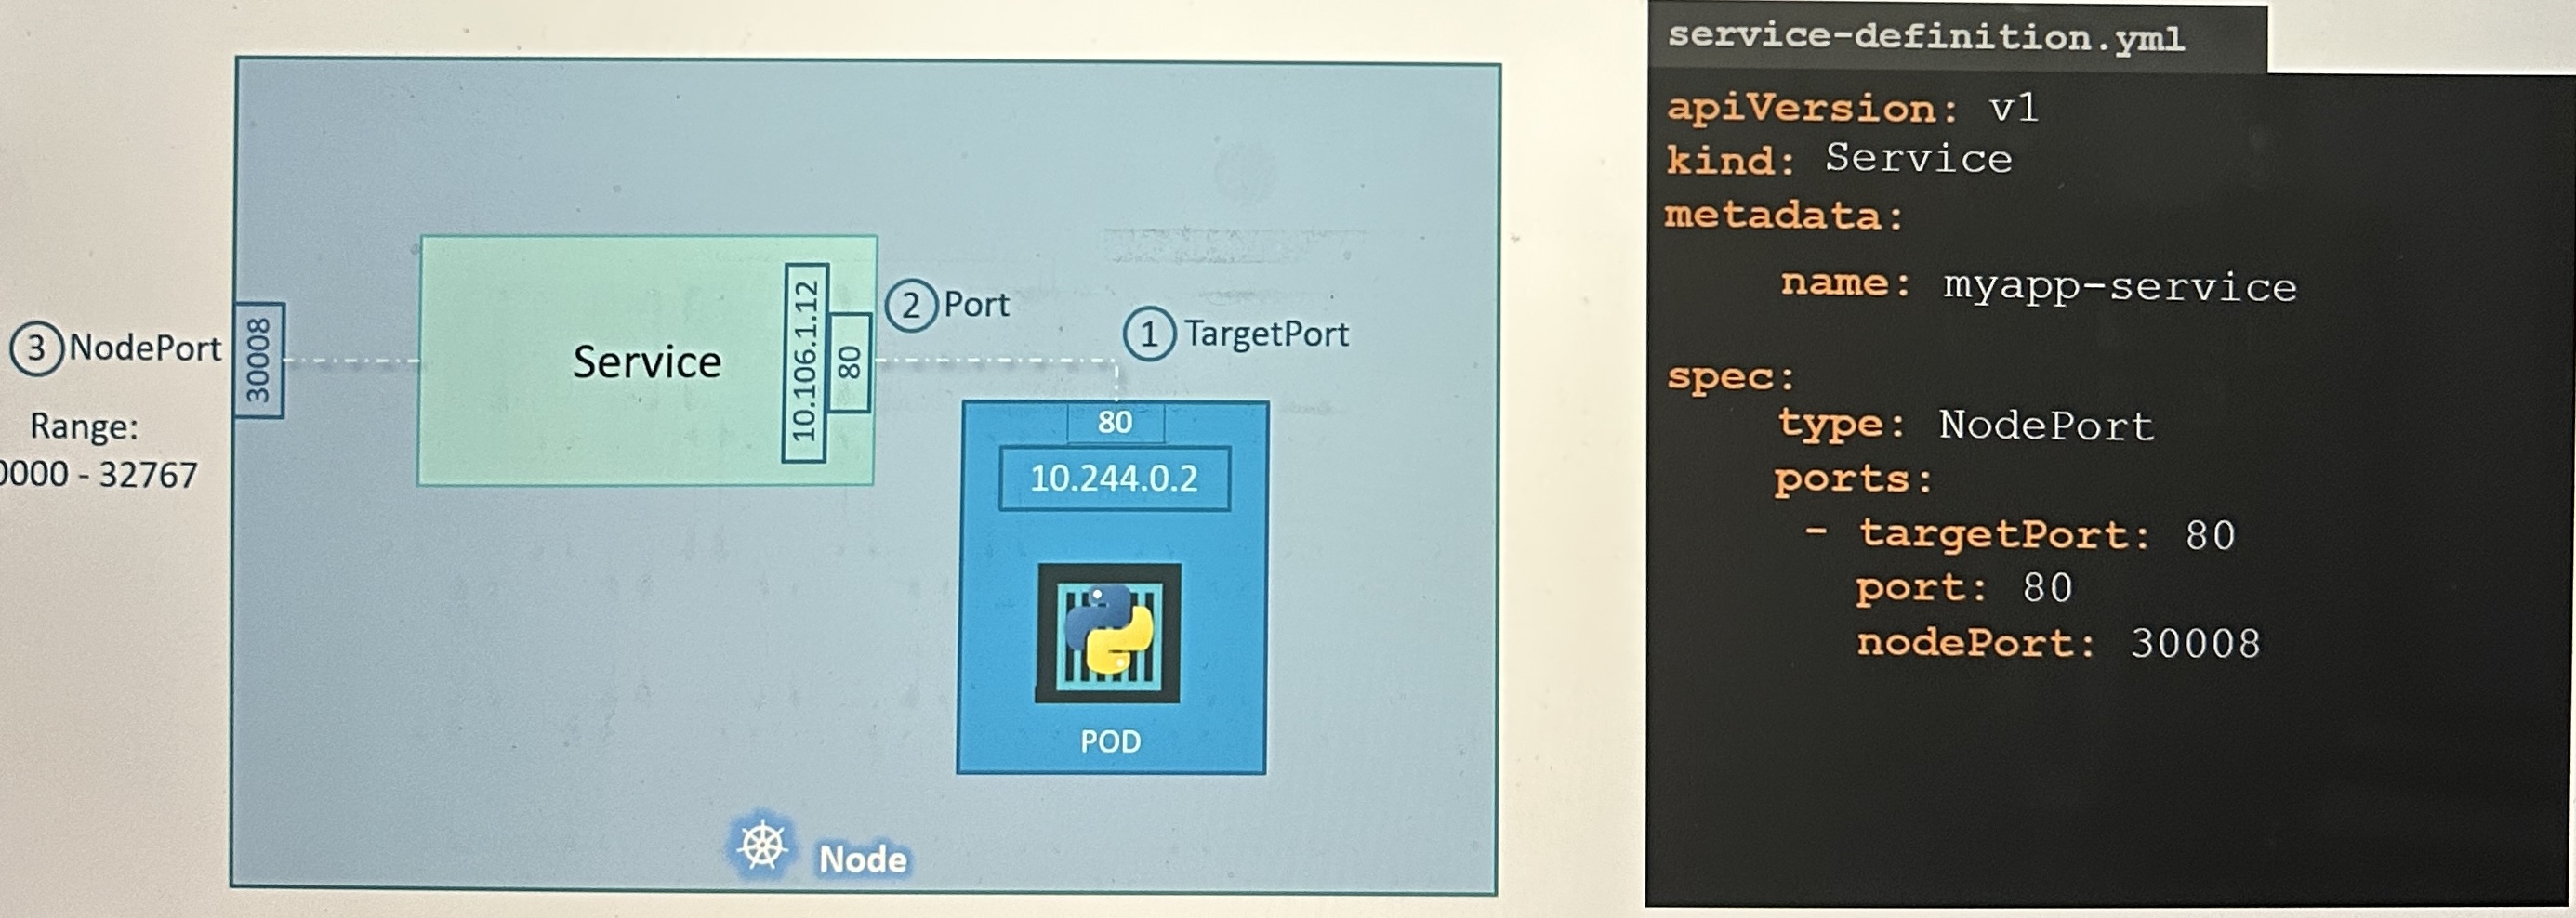 3 NodePort
Range:
0000 - 32767
30008
Service
10.106.1.12
80
2 Port
1 TargetPort
80
10.244.0.2
POD
Node
service-definition.yml
apiVersion: v1
kind: Service
metadata:
name: myapp-service
spec:
type: NodePort
ports:
- targetPort: 80
port: 80
nodePort: 30008